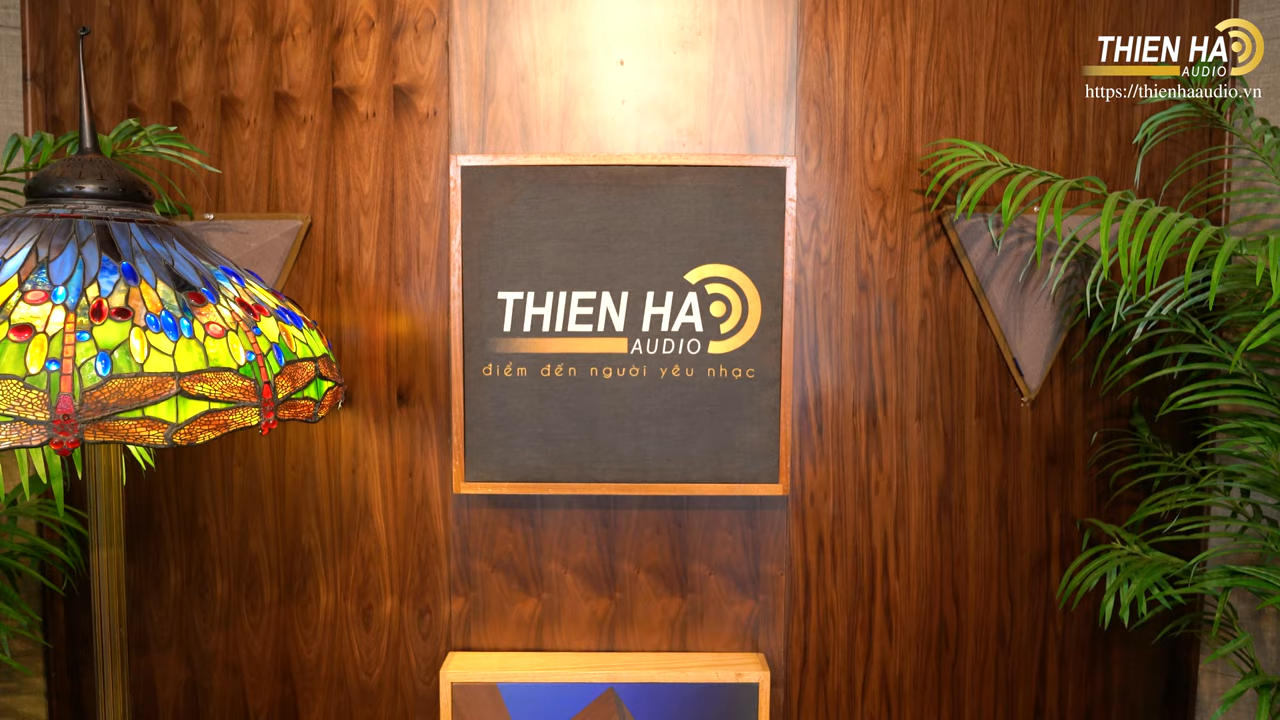 THIEN HA
AUDIO
https://thienhaaudio.vn
THIEN HA
AUDIO
điểm đến người yêu nhạc